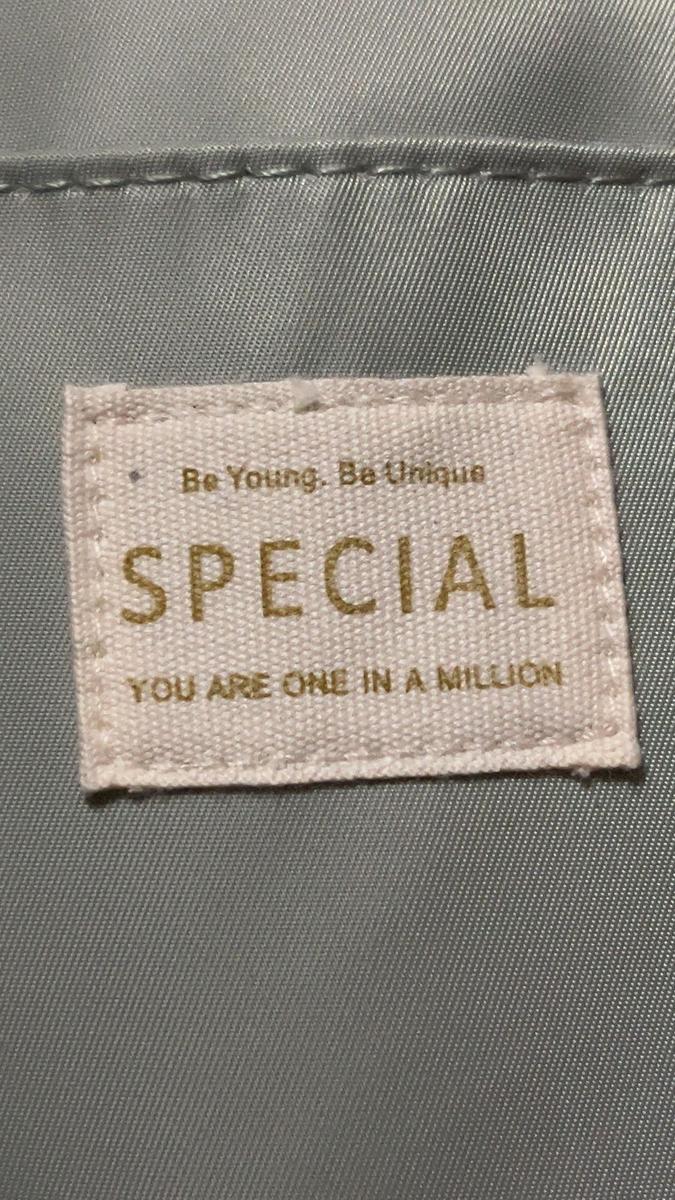 Be Young. Be Unique
SPECIAL
YOU ARE ONE IN A MILLION